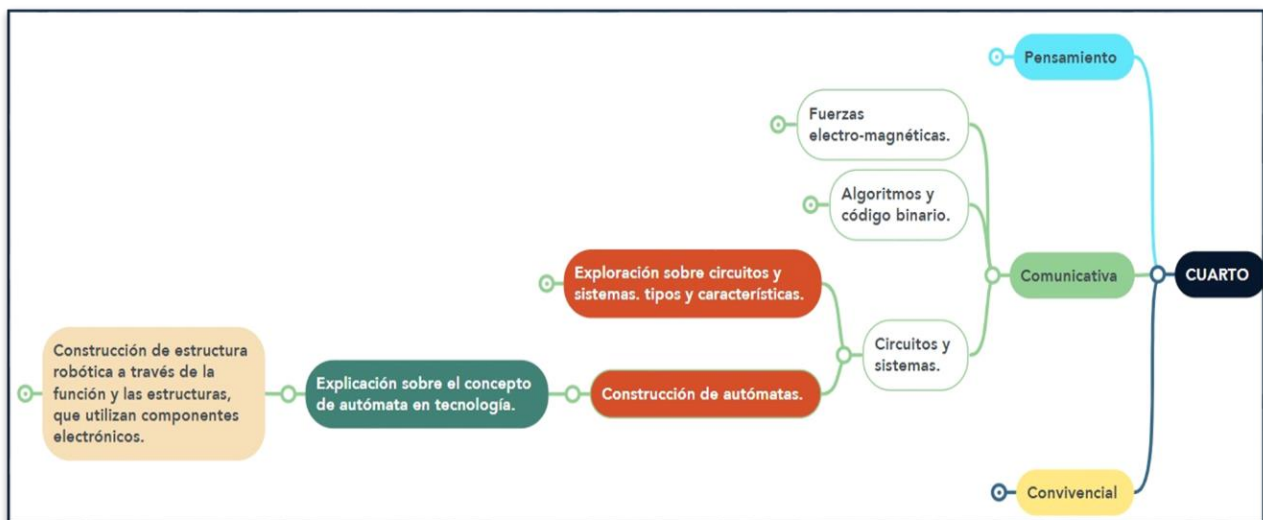 Pensamiento
Fuerzas
electro-magnéticas.
Algoritmos y
código binario.
Exploración sobre circuitos y
sistemas. tipos y características.
Comunicativa
CUARTO
Circuitos y
sistemas.
Construcción de estructura
robótica a través de la
función y las estructuras,
que utilizan componentes
electrónicos.
Explicación sobre el concepto
de autómata en tecnología.
Construcción de autómatas.
Convivencial